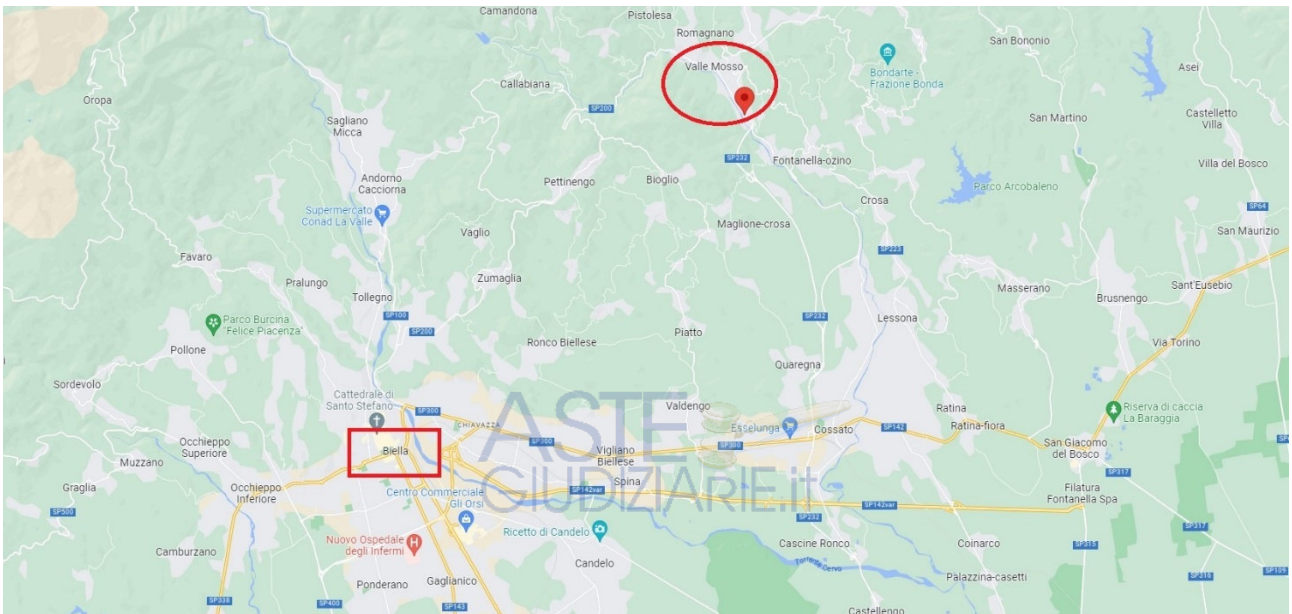 Camandona
Pistolesa
Romagnano
San Bononio
Valle Mosso
Asei
Bondarte -
Frazione Bonda
Callabiana
Oropa
SP200
Sagliano
Micca
San Martino
Castelletto
Villa
SP232
Fontanella-ozino
Villa del Bosco
Andorno
Cacciorna
Pettinengo
Bioglio
Parco Arcobaleno
Crosa
SP64
Supermercato
Conad La Valle
Vaglio
Maglione-crosa
San Maurizio
SP223
Favaro
Pralungo
Zumaglia
Masserano
Sant'Eusebio
Tollegno
Brusnengo
SP100
SP200
SP232
Lessona
Parco Burcina
"Felice Piacenza"
Pollone
Ronco Biellese
Piatto
Via Torino
Quaregna
Sordevolo
Cattedrale di
Santo Stefano
SP300
CHIAVAZZA
ASTE
GIUDIZIARIE.it
Valdengo
Ratina
Riserva di caccia
La Baraggia
Esselunga
Cossato
SP142
Ratina-fiora
SP300
SP300
Occhieppo
Superiore
Biella
Vigliano
Biellese
San Giacomo
del Bosco
Muzzano
Spina
SP317
Graglia
Occhieppo
Inferiore
Centro Commerciale
Gli Orsi
SP142var
SP142var
Filatura
Fontanella Spa
SP500
SP232
SP317
Nuovo Ospedale
degli Infermi
Ricetto di Candelo
Cascine Ronco
Coinarco
SP315
Camburzano
Candelo
Torrente Cervo
Ponderano
Gaglianico
Palazzina-casetti
SP316
SP109
SP338
SP400
SP143
Castellengo